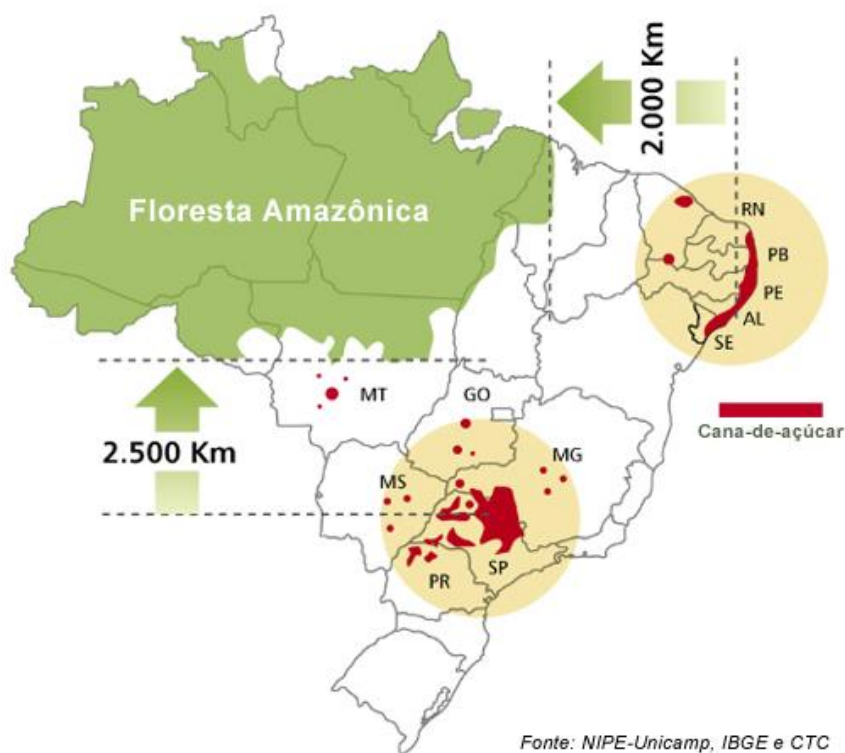 2.000 Km
Floresta Amazônica
RN
PB
PE
AL
SE
MT
GO
Cana-de-açúcar
2.500 Km
MG
MS
SP
PR
Fonte: NIPE-Unicamp, IBGE e CTC